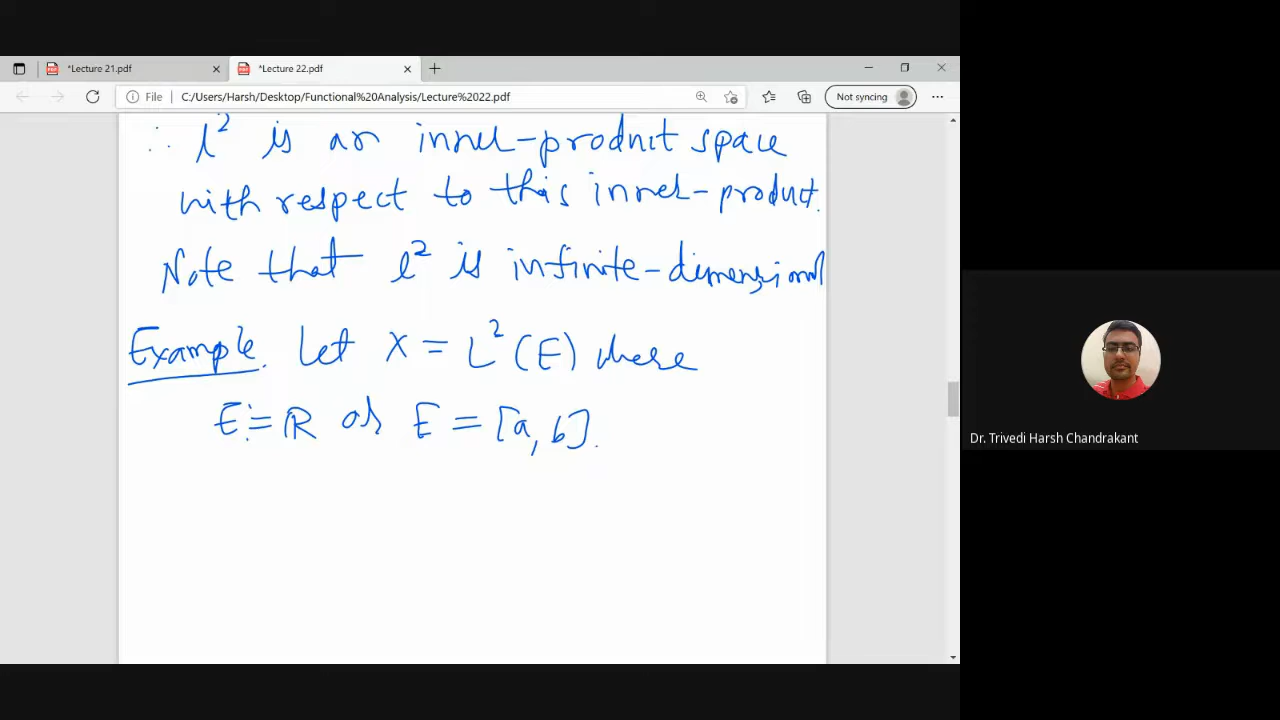 *Lecture 21.pdf
*Lecture 22.pdf
File
C:/Users/Harsh/Desktop/Functional%20Analysis/Lecture%2022.pdf
Not syncing
∴ l² is an inner-product space
with respect to this inner-product.
Note that l² is infinite-dimensional
Example. Let X = L²(E) where
E := ℝ or E = [a, b].
Dr. Trivedi Harsh Chandrakant